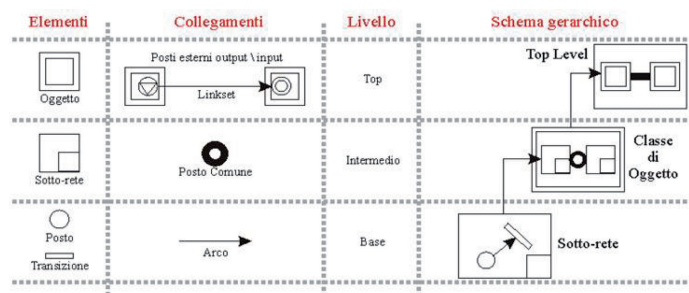 Elementi
Collegamenti
Livello
Schema gerarchico
Oggetto
Posti esterni output \ input
Linkset
Top
Top Level
Sotto-rete
Posto Comune
Intermedio
Classe
di
Oggetto
Posto
Transizione
Arco
Base
Sotto-rete